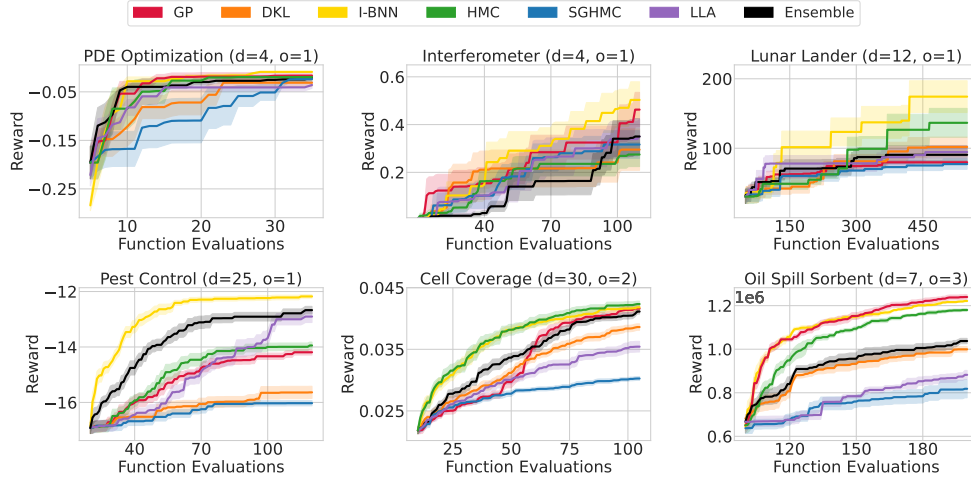 GP DKL I-BNN HMC SGHMC LLA Ensemble
PDE Optimization (d=4, o=1)
Reward
−0.05
−0.15
−0.25
10 20 30
Function Evaluations
Interferometer (d=4, o=1)
Reward
0.6
0.4
0.2
40 70 100
Function Evaluations
Lunar Lander (d=12, o=1)
Reward
200
100
150 300 450
Function Evaluations
Pest Control (d=25, o=1)
Reward
−12
−14
−16
40 70 100
Function Evaluations
Cell Coverage (d=30, o=2)
Reward
0.045
0.035
0.025
25 50 75 100
Function Evaluations
Oil Spill Sorbent (d=7, o=3)
1e6
Reward
1.2
1.0
0.8
0.6
120 150 180
Function Evaluations